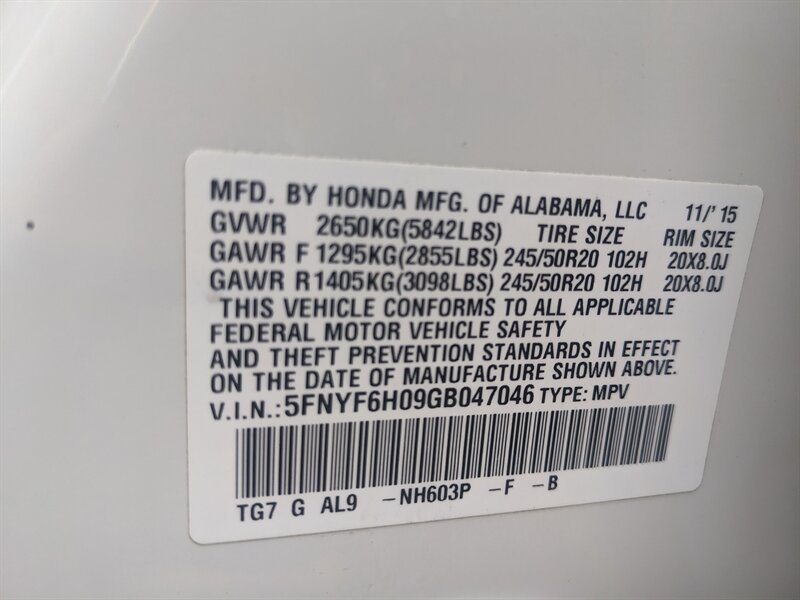 MFD. BY HONDA MFG. OF ALABAMA, LLC 11/'15
GVWR 2650KG(5842LBS) TIRE SIZE RIM SIZE
GAWR F 1295KG(2855LBS) 245/50R20 102H 20X8.0J
GAWR R 1405KG(3098LBS) 245/50R20 102H 20X8.0J
THIS VEHICLE CONFORMS TO ALL APPLICABLE
FEDERAL MOTOR VEHICLE SAFETY
AND THEFT PREVENTION STANDARDS IN EFFECT
ON THE DATE OF MANUFACTURE SHOWN ABOVE.
V.I.N.: 5FNYF6H09GB047046 TYPE: MPV
TG7 G AL9 -NH603P -F -B